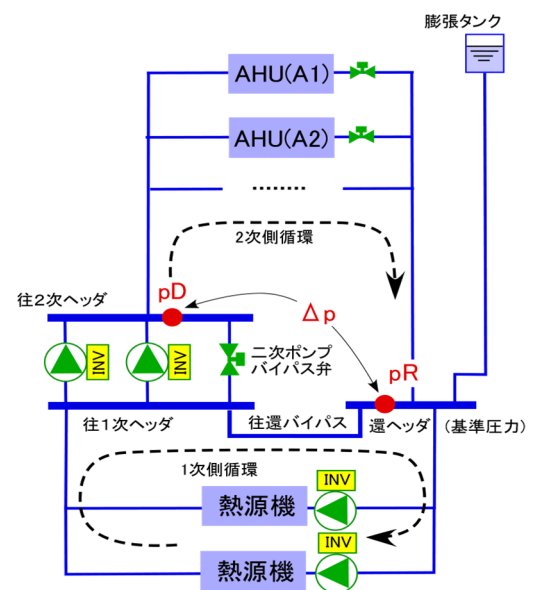 膨張タンク
AHU(A1)
AHU(A2)
2次側循環
pD
往2次ヘッダ
Δp
INV
INV
二次ポンプ
バイパス弁
pR
往1次ヘッダ
往還バイパス
還ヘッダ
(基準圧力)
1次側循環
INV
熱源機
INV
熱源機